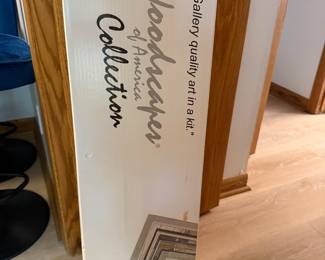 Gallery quality art in a kit."
oodscapes®
of America
Collection